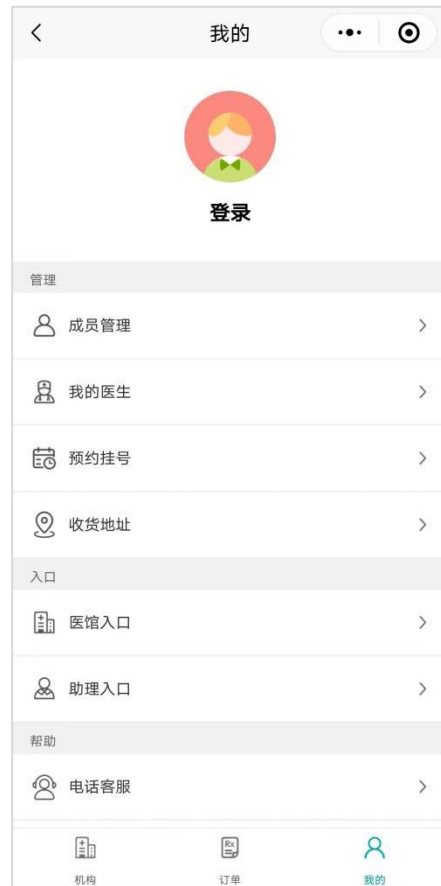 我的
登录
管理
成员管理
我的医生
预约挂号
收货地址
入口
医馆入口
助理入口
帮助
电话客服
Rx
机构
订单
我的